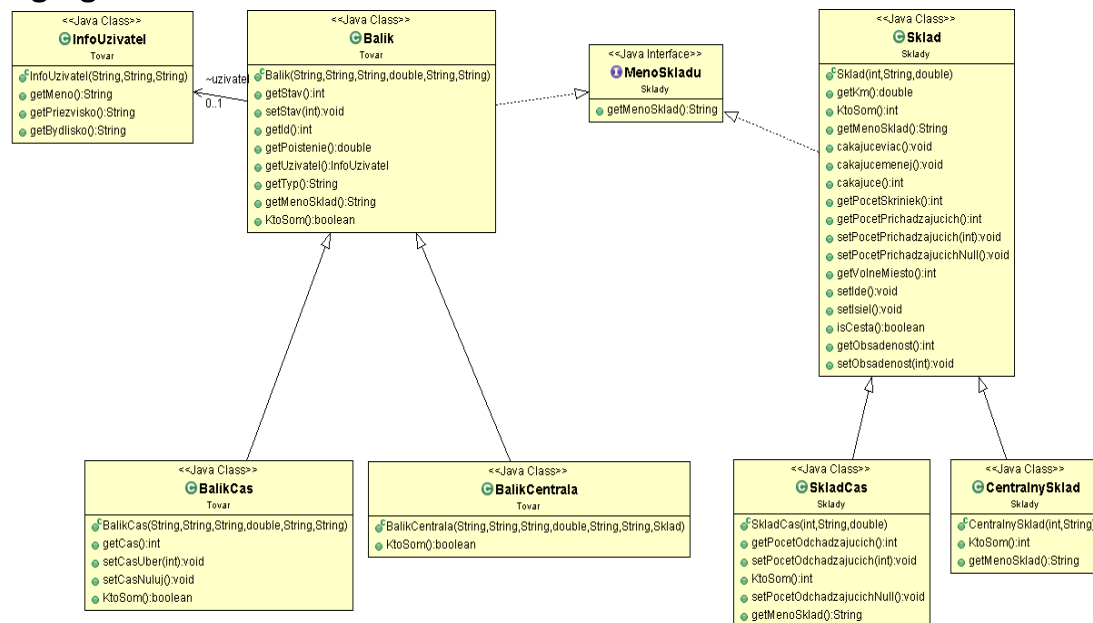 <<Java Class>>
InfoUzivatel
Tovar
InfoUzivatel(String,String,String)
getMeno():String
getPriezvisko():String
getBydlisko():String
~uzivatel
0..1
<<Java Class>>
Balik
Tovar
Balik(String,String,String,double,String,String)
getStav():int
setStav(int):void
getId():int
getPoistenie():double
getUzivatel():InfoUzivatel
getTyp():String
getMenoSklad():String
KtoSom():boolean
<<Java Interface>>
MenoSkladu
Sklady
getMenoSklad():String
<<Java Class>>
Sklad
Sklady
Sklad(int,String,double)
getKm():double
KtoSom():int
getMenoSklad():String
cakajuceviac():void
cakajucemenej():void
cakajuce():int
getPocetSkriniek():int
getPocetPrichadzajucich():int
setPocetPrichadzajucich(int):void
setPocetPrichadzajucichNull():void
getVolneMiesto():int
setIde():void
setIsiel():void
isCesta():boolean
getObsadenost():int
setObsadenost(int):void
<<Java Class>>
BalikCas
Tovar
BalikCas(String,String,String,double,String,String)
getCas():int
setCasUber(int):void
setCasNuluj():void
KtoSom():boolean
<<Java Class>>
BalikCentrala
Tovar
BalikCentrala(String,String,String,double,String,String,Sklad)
KtoSom():boolean
<<Java Class>>
SkladCas
Sklady
SkladCas(int,String,double)
getPocetOdchadzajucich():int
setPocetOdchadzajucich(int):void
KtoSom():int
setPocetOdchadzajucichNull():void
getMenoSklad():String
<<Java Class>>
CentralnySklad
Sklady
CentralnySklad(int,String)
KtoSom():int
getMenoSklad():String